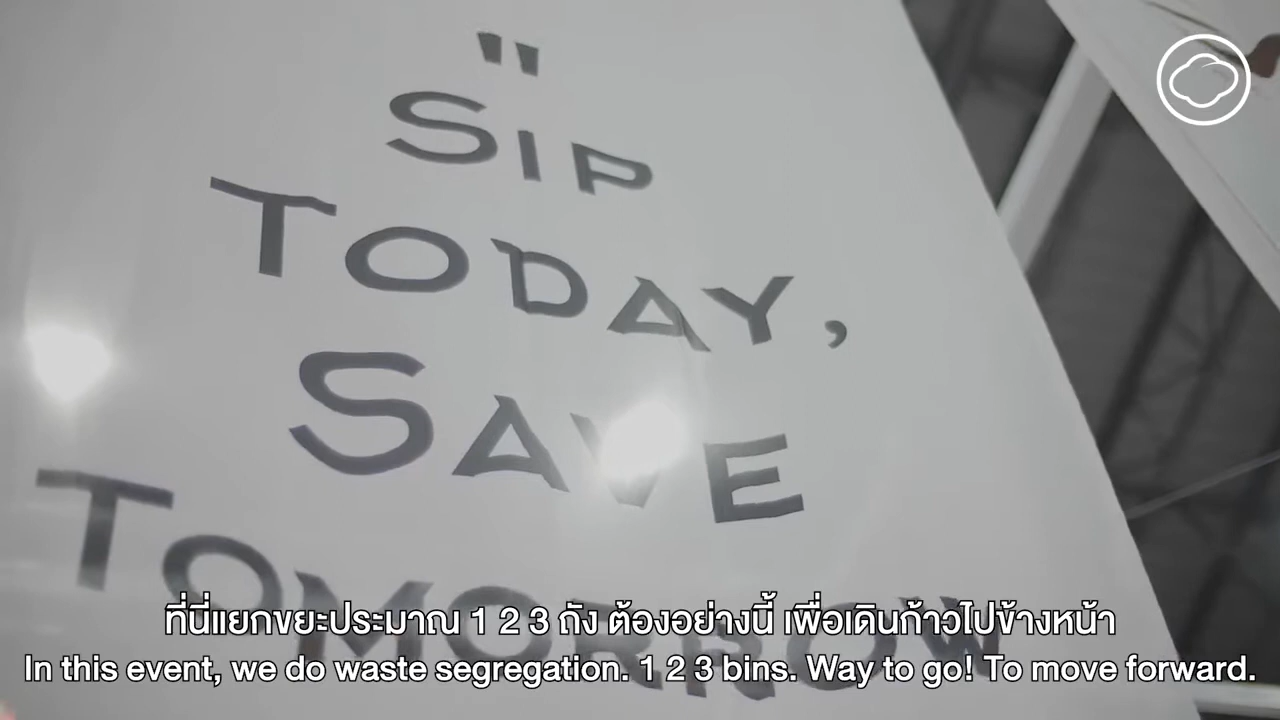 "
SIP
TODAY,
SAVE
TOMORROW
ที่นี่แยกขยะประมาณ 1 2 3 ถัง ต้องอย่างนี้ เพื่อเดินก้าวไปข้างหน้า
In this event, we do waste segregation. 1 2 3 bins. Way to go! To move forward.